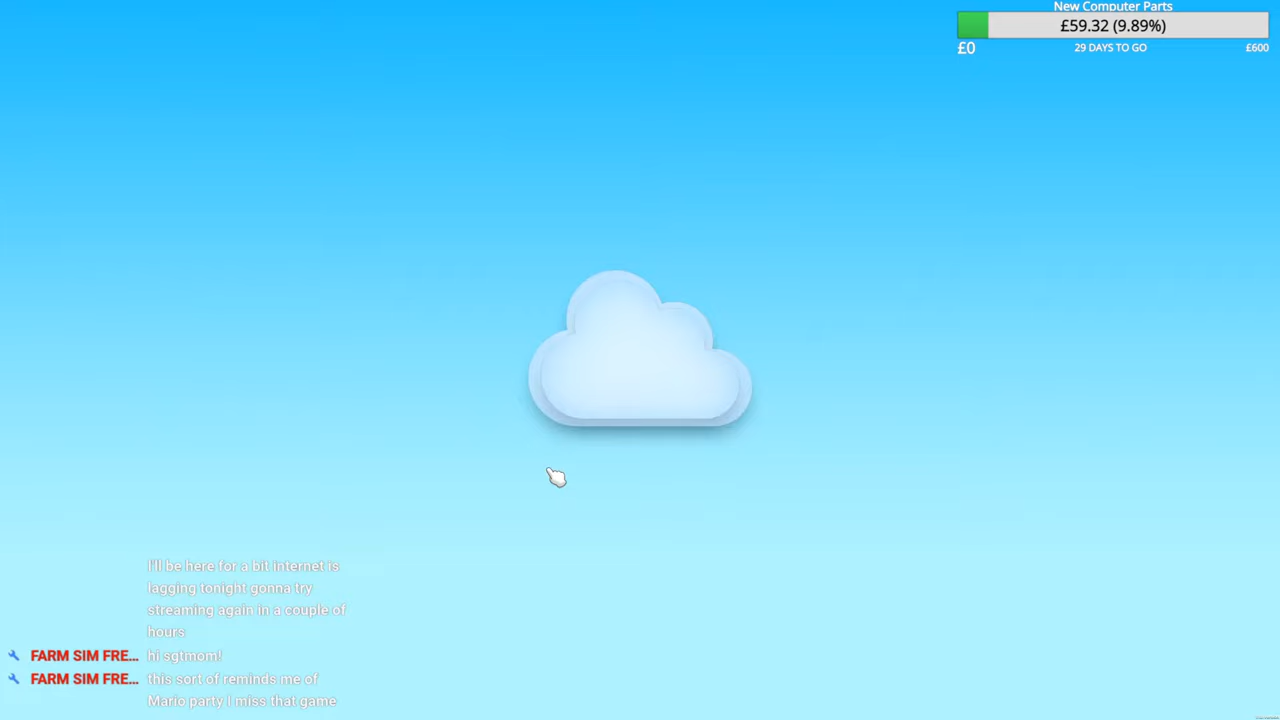 New Computer Parts
£59.32 (9.89%)
£0 29 DAYS TO GO £600
I'll be here for a bit internet is
lagging tonight gonna try
streaming again in a couple of
hours
FARM SIM FRE... hi sgtmom!
FARM SIM FRE... this sort of reminds me of
Mario party I miss that game